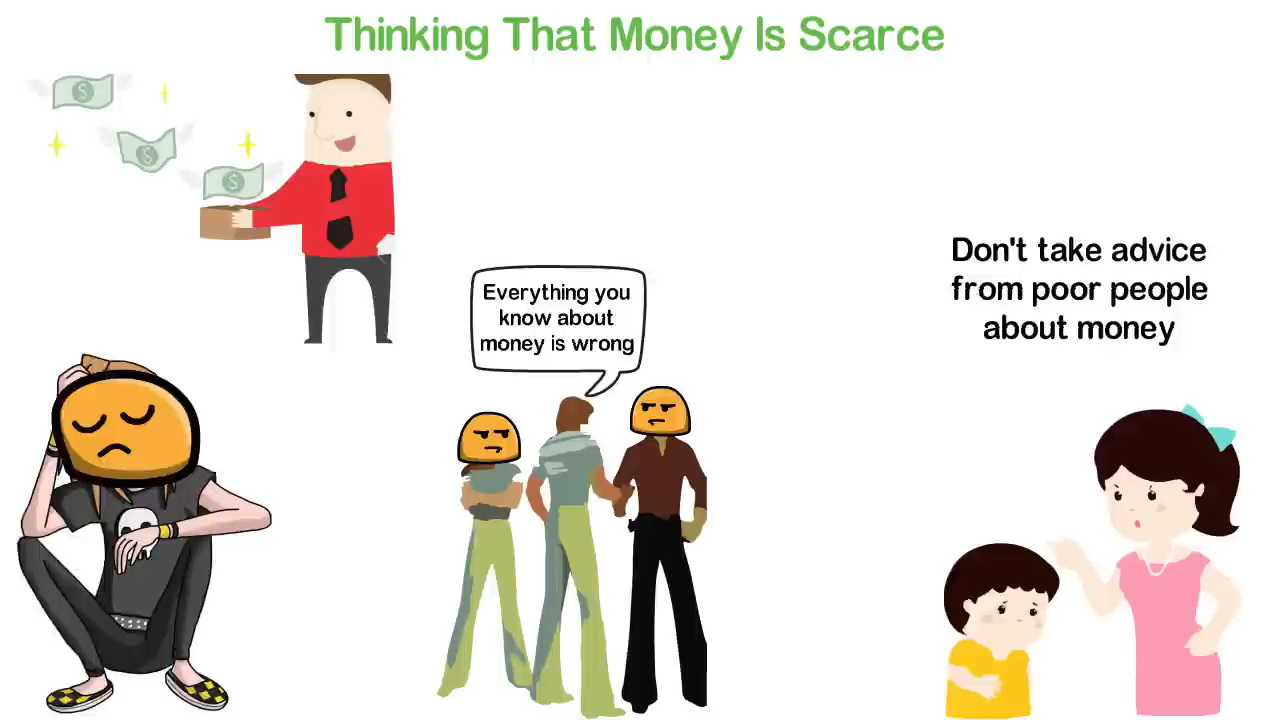 Thinking That Money Is Scarce
Everything you
know about
money is wrong
Don't take advice
from poor people
about money